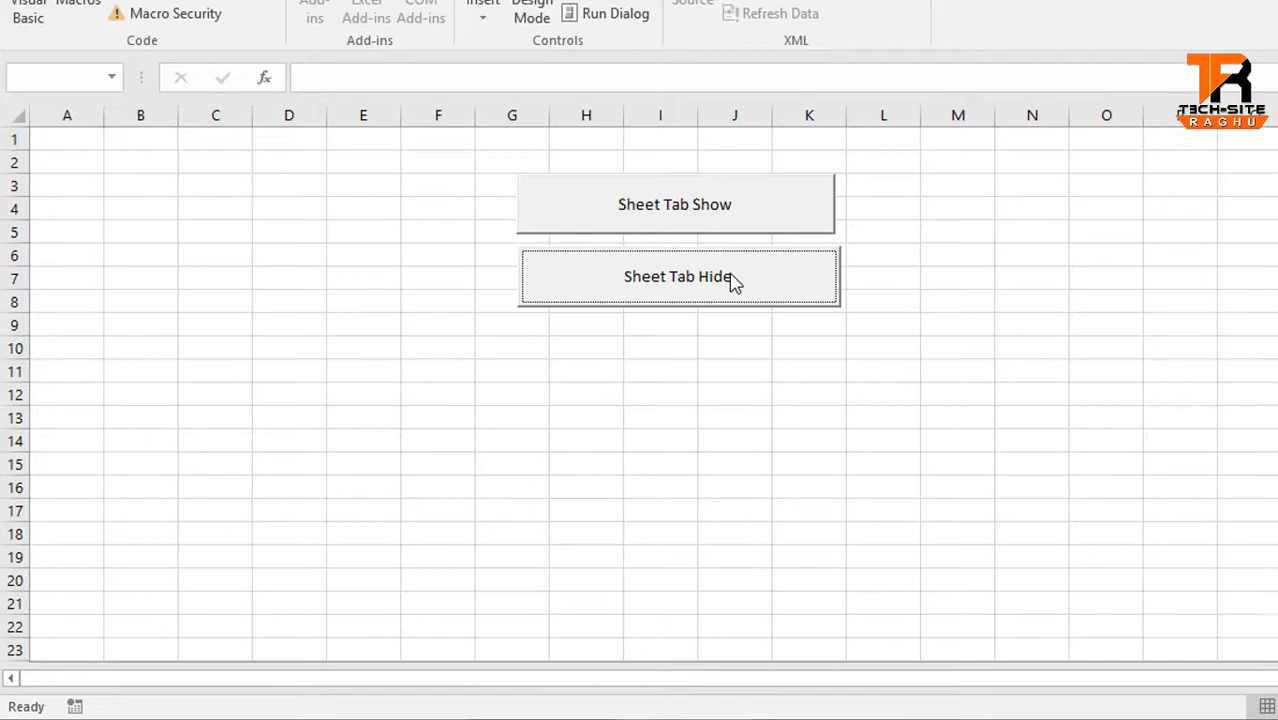 Visual Macros Add- Excel COM Insert Design Source
Basic Macro Security ins Add-ins Add-ins Mode Run Dialog Refresh Data
Code Add-ins Controls XML
fx
TR
TECH-SITE
RAGHU
A B C D E F G H I J K L M N O
1
2
3
Sheet Tab Show
4
5
6
Sheet Tab Hide
7
8
9
10
11
12
13
14
15
16
17
18
19
20
21
22
23
Ready